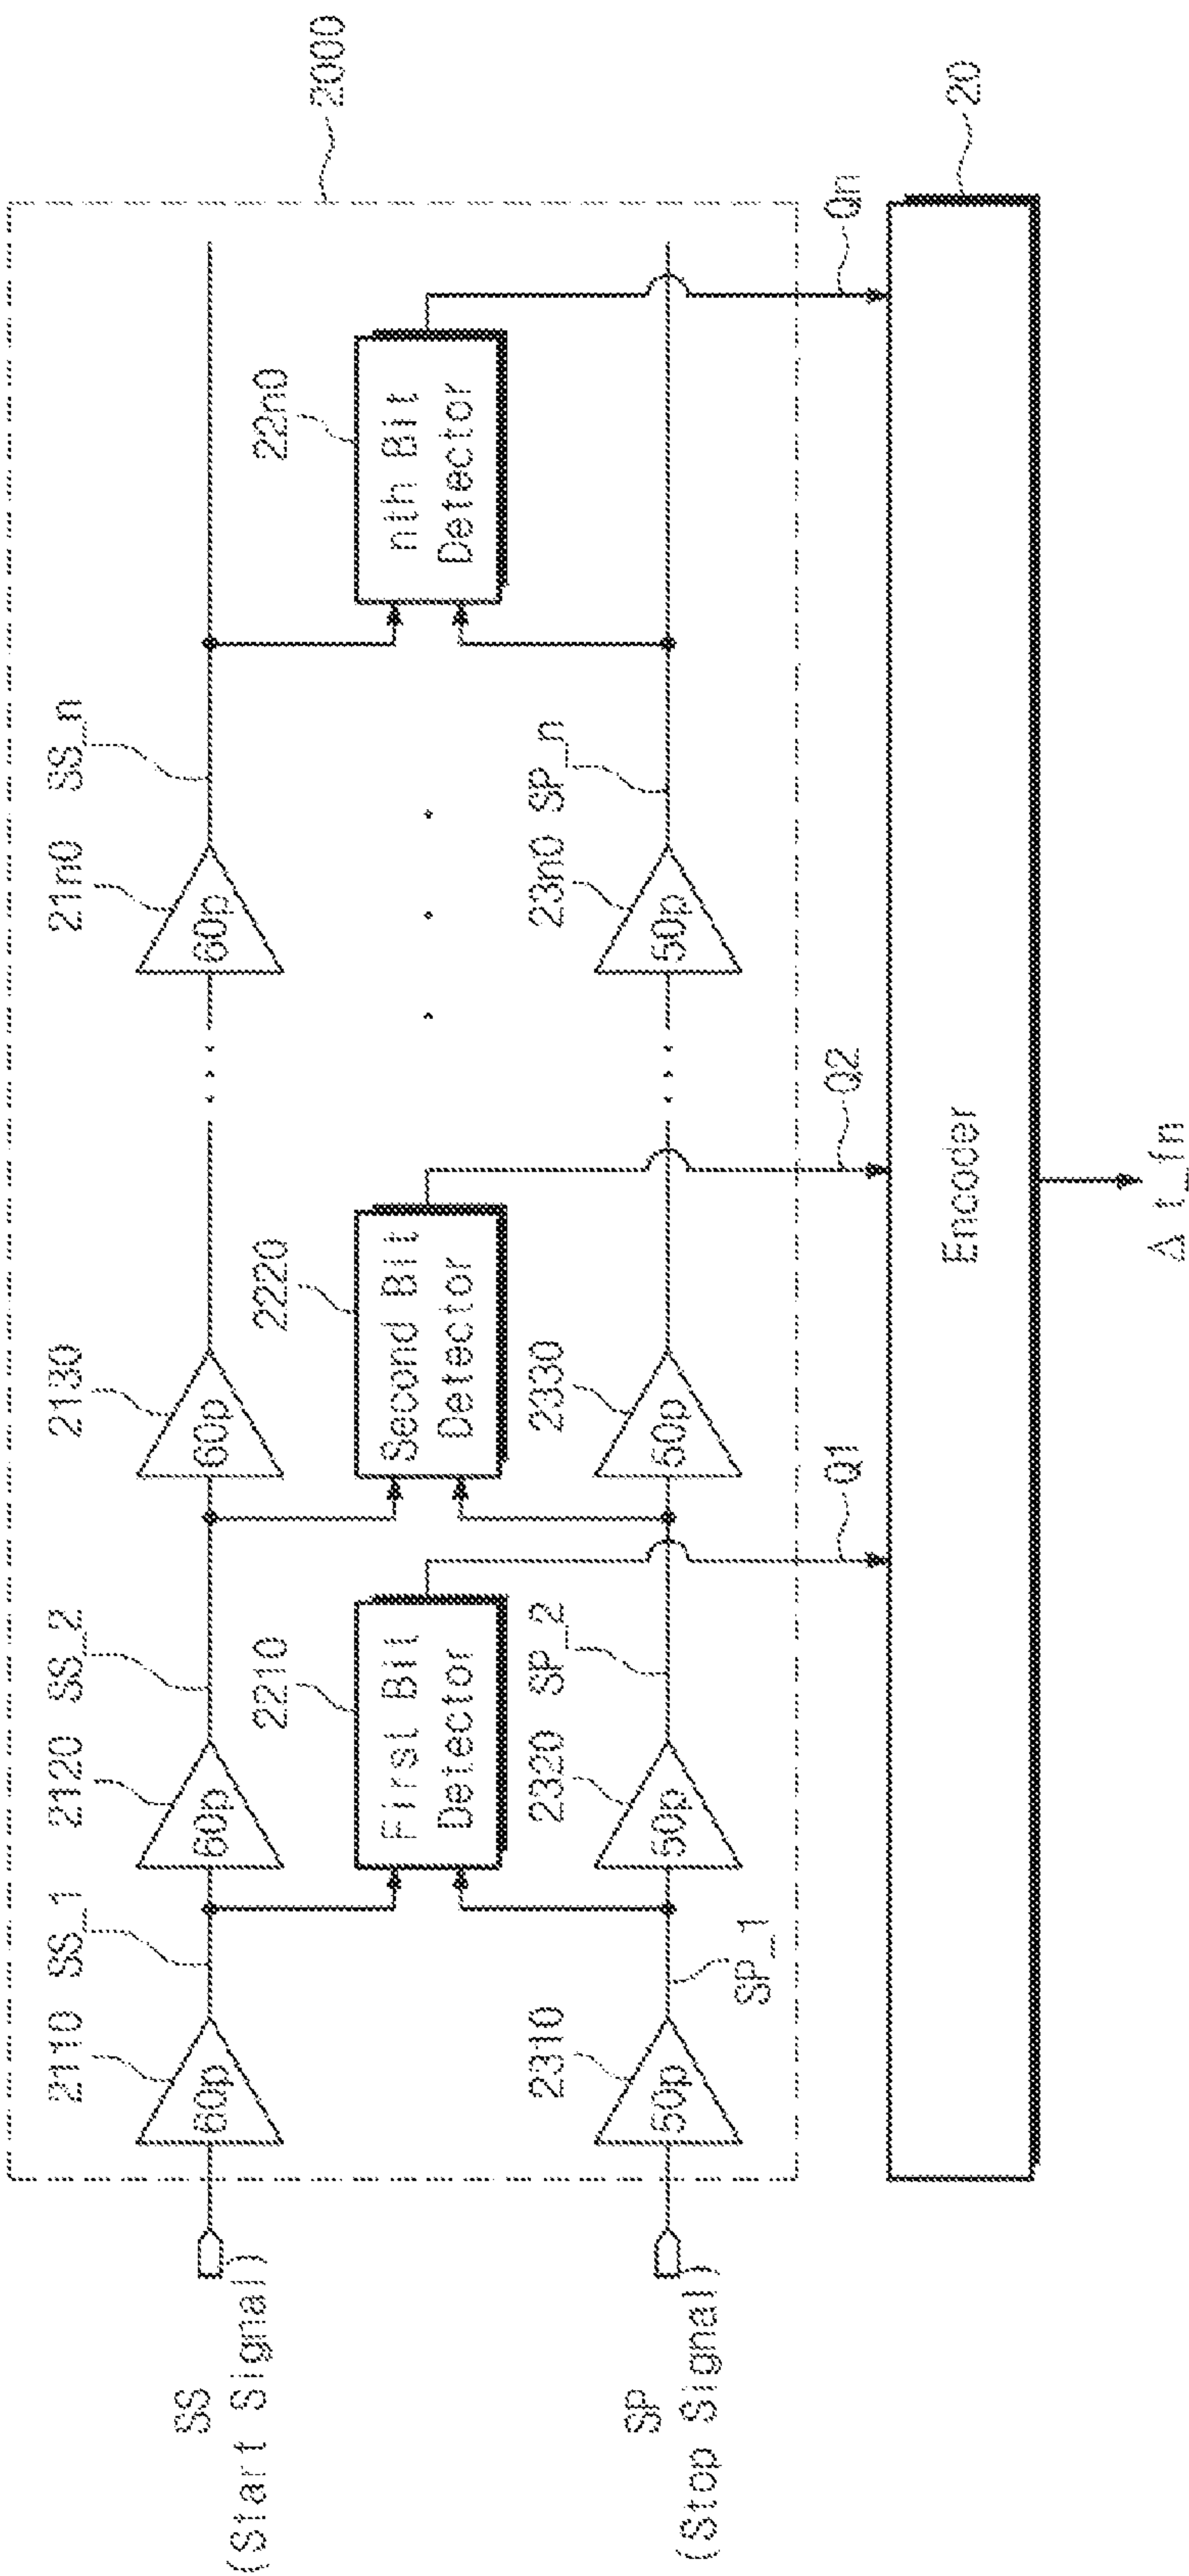 2000
2110
SS_1
2120
SS_2
2130
21n0
SS_n
60p
60p
60p
60p
SS
(Start Signal)
2210
First Bit
Detector
2220
Second Bit
Detector
22n0
nth Bit
Detector
2310
2320
SP_2
2330
23n0
SP_n
50p
50p
50p
50p
SP
(Stop Signal)
SP_1
Q1
Q2
Qn
20
Encoder
Δ t_fn